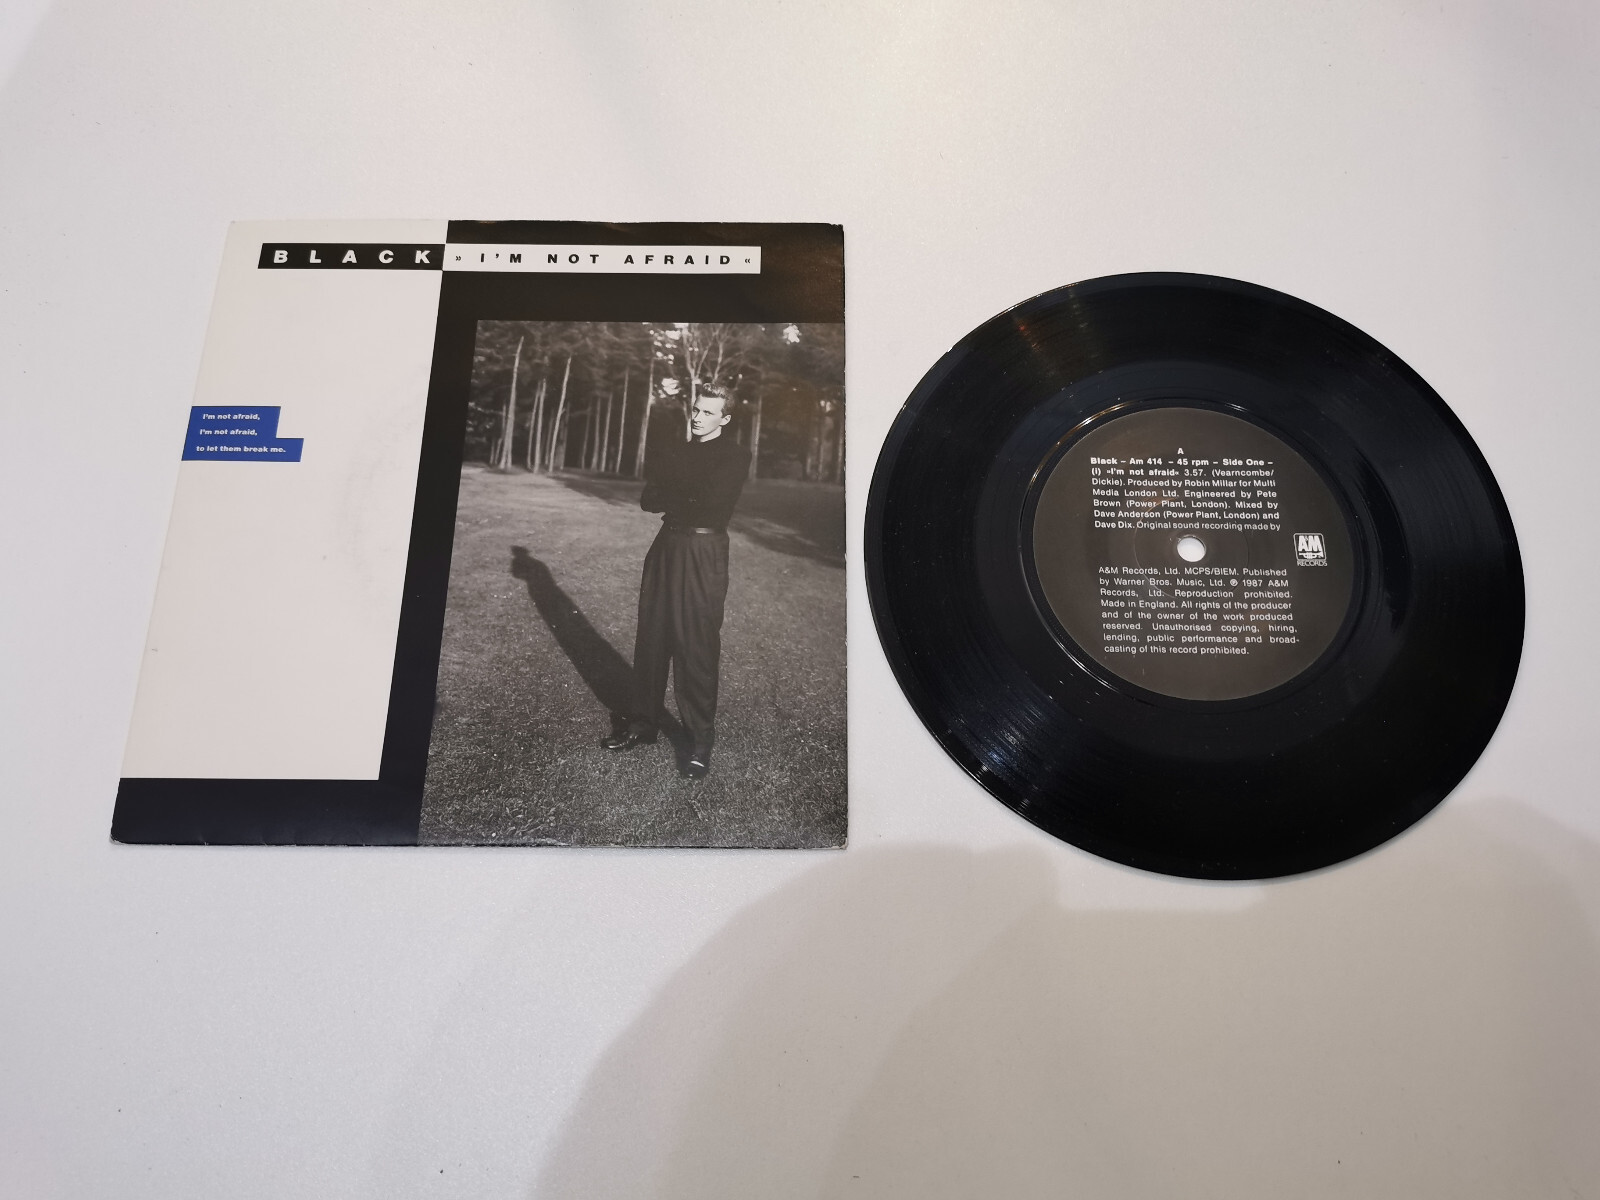 BLACK » I'M NOT AFRAID «
I'm not afraid,
I'm not afraid,
to let them break me.
A
Black – Am 414 – 45 rpm – Side One –
(i) »I'm not afraid« 3.57. (Vearncombe/
Dickie). Produced by Robin Millar for Multi
Media London Ltd. Engineered by Pete
Brown (Power Plant, London). Mixed by
Dave Anderson (Power Plant, London) and
Dave Dix. Original sound recording made by
A&M Records, Ltd. MCPS/BIEM. Published
by Warner Bros. Music, Ltd. ℗ 1987 A&M
Records, Ltd. Reproduction prohibited.
Made in England. All rights of the producer
and of the owner of the work produced
reserved. Unauthorised copying, hiring,
lending, public performance and broad-
casting of this record prohibited.
A&M
RECORDS